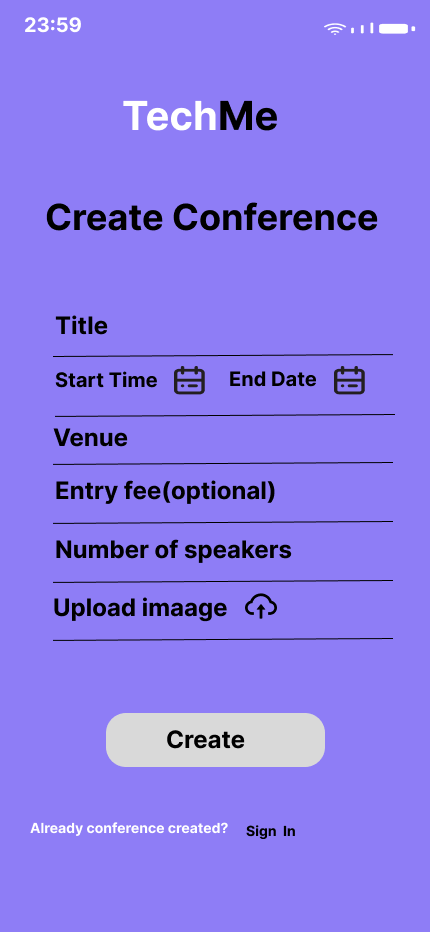 23:59
TechMe
Create Conference
Title
Start Time End Date
Venue
Entry fee(optional)
Number of speakers
Upload imaage
Create
Already conference created? Sign In